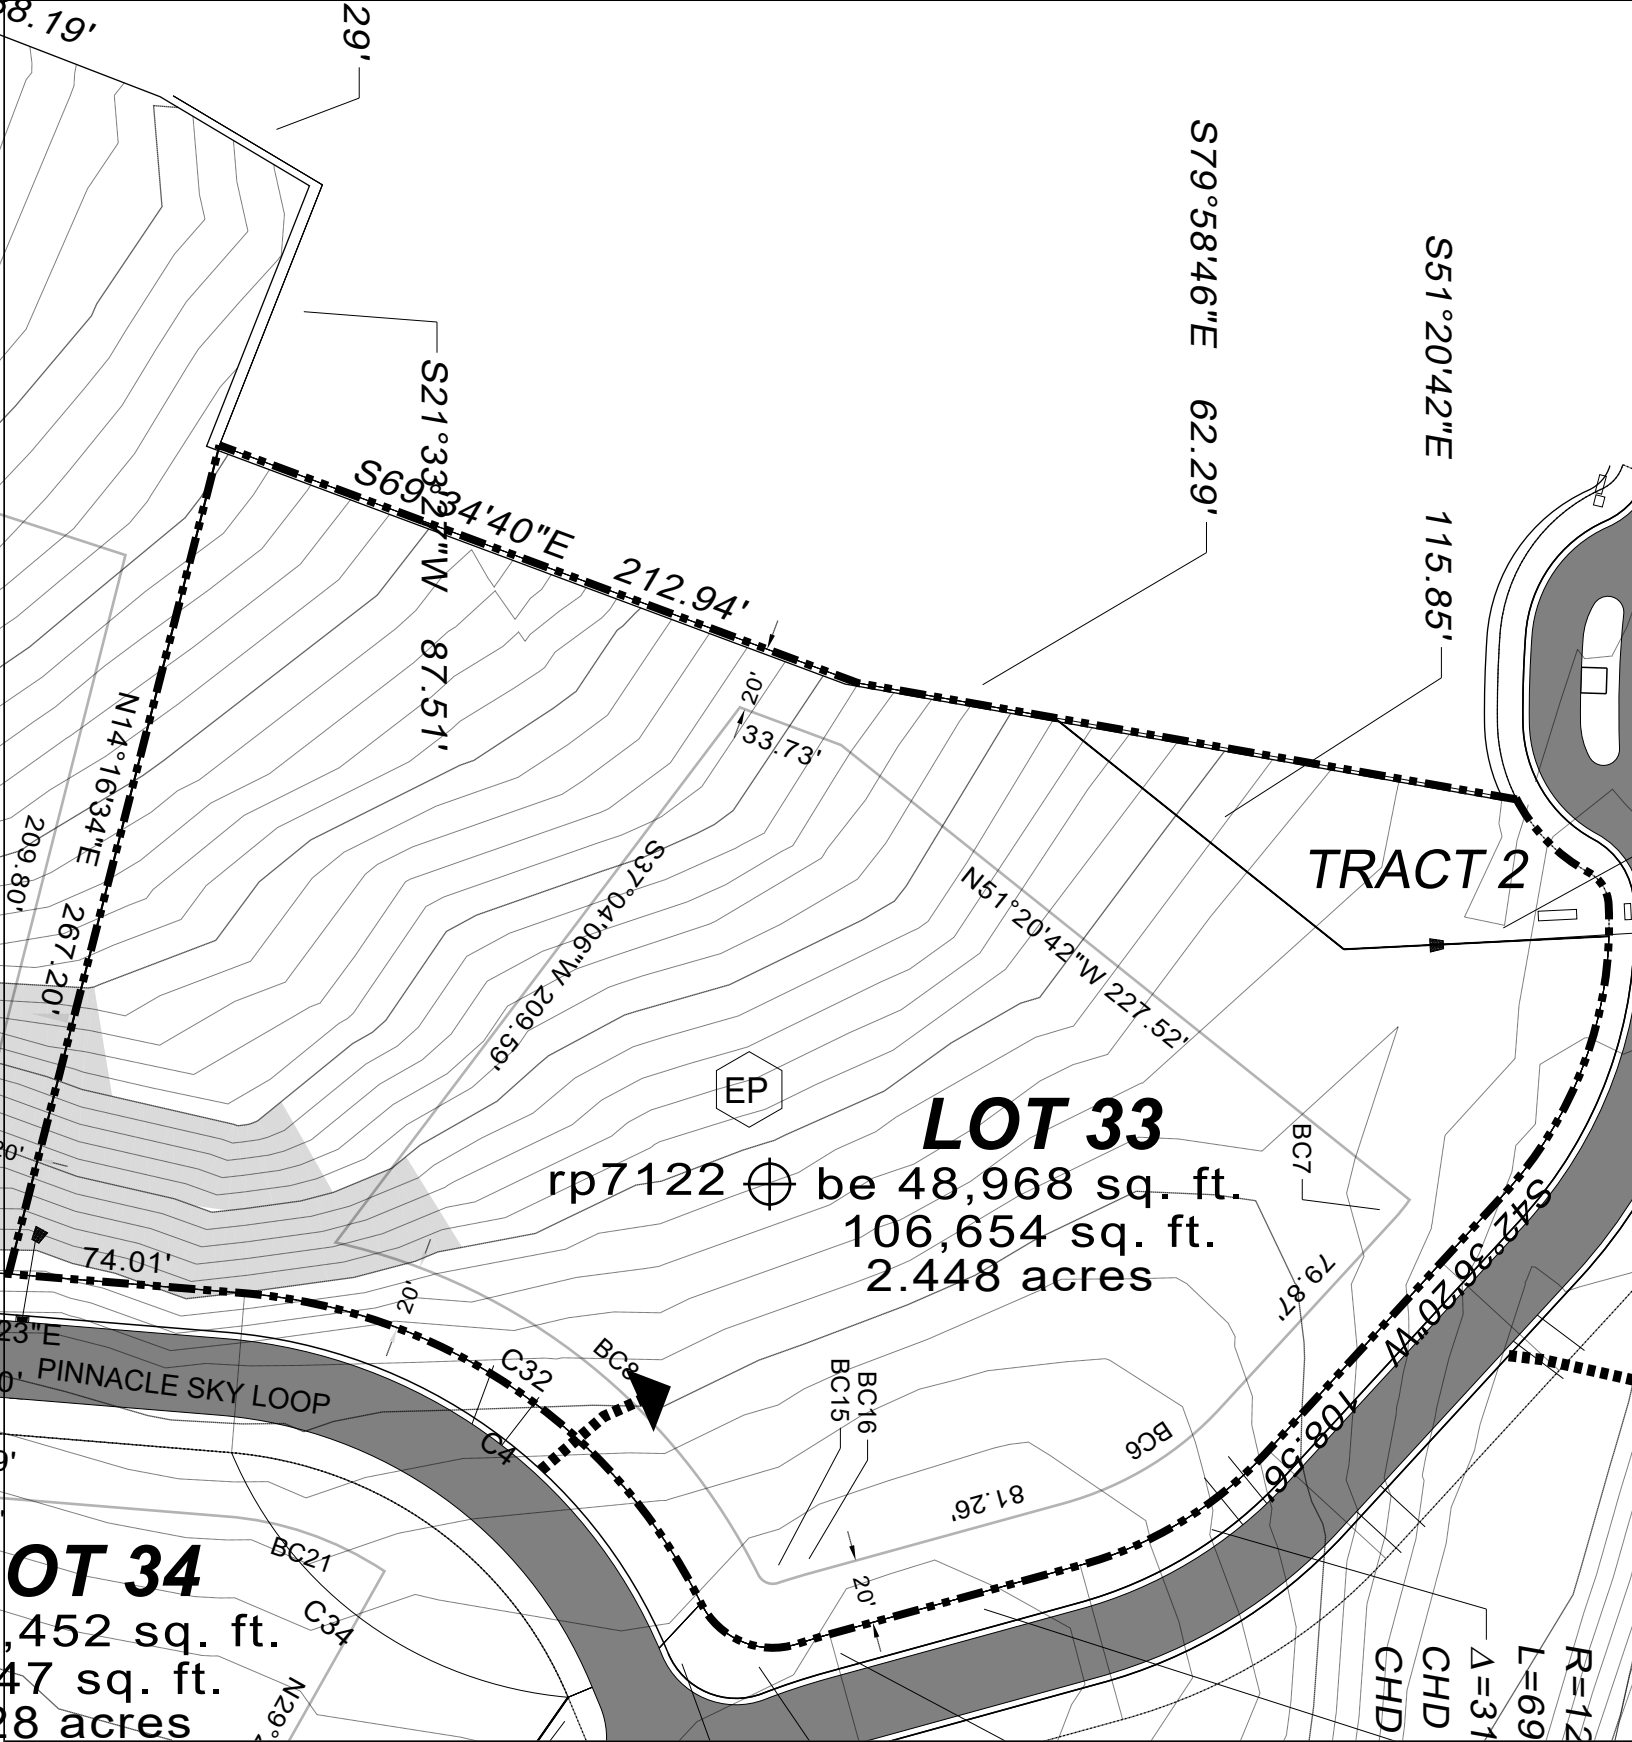 8.19'
29'
S79°58'46"E 62.29'
S51°20'42"E 115.85'
S21°33'27"W 87.51'
S69°34'40"E 212.94'
20'
33.73'
N14°16'34"E 267.20'
209.80'
S37°04'06"W 209.59'
N51°20'42"W 227.52'
TRACT 2
EP
LOT 33
rp7122 be 48,968 sq. ft.
106,654 sq. ft.
2.448 acres
BC7
79.87'
S42°36'20"W 108.56'
20'
74.01'
20'
23"E
0'
PINNACLE SKY LOOP
C32
C4
BC8
BC16
BC15
BC6
81.26'
20'
9'
BC21
C34
OT 34
,452 sq. ft.
47 sq. ft.
28 acres
N29°
R=12
L=69
Δ=31
CHD
CHD